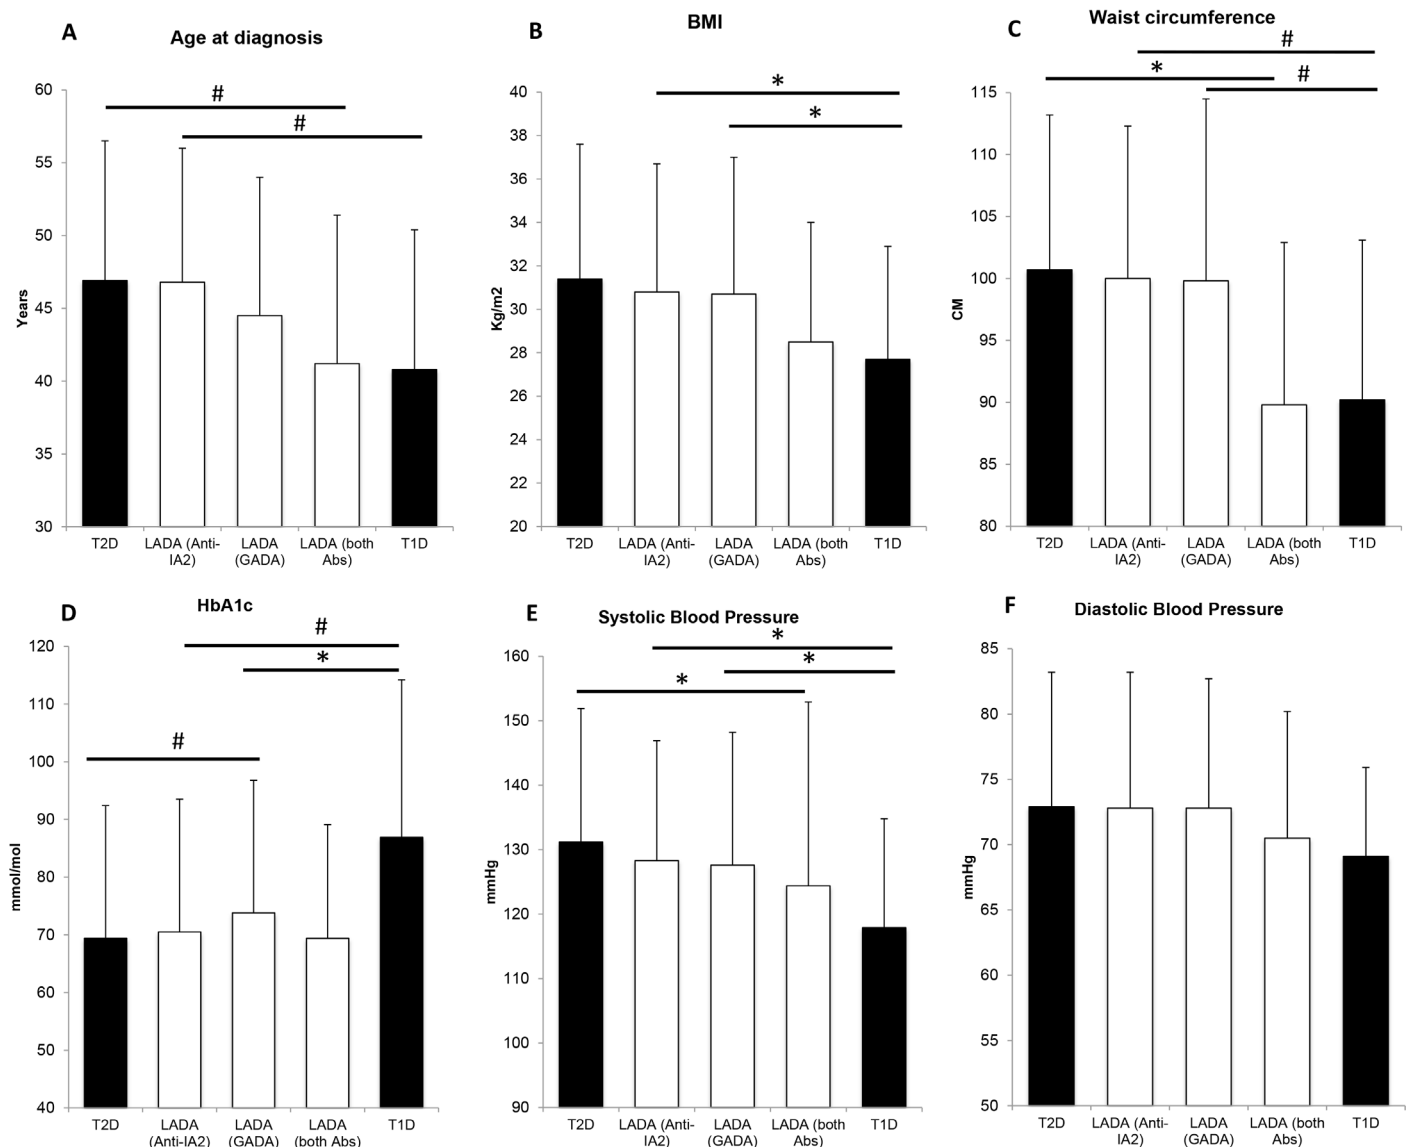 A
Age at diagnosis
#
#
60
55
50
45
40
35
30
Years
T2D
LADA (Anti-
IA2)
LADA
(GADA)
LADA (both
Abs)
T1D
B
BMI
*
*
40
38
36
34
32
30
28
26
24
22
20
Kg/m2
T2D
LADA (Anti-
IA2)
LADA
(GADA)
LADA (both
Abs)
T1D
C
Waist circumference
#
*
#
115
110
105
100
95
90
85
80
CM
T2D
LADA (Anti-
IA2)
LADA
(GADA)
LADA (both
Abs)
T1D
D
HbA1c
#
*
#
120
110
100
90
80
70
60
50
40
mmol/mol
T2D
LADA
(Anti-IA2)
LADA
(GADA)
LADA
(both Abs)
T1D
E
Systolic Blood Pressure
*
*
*
160
150
140
130
120
110
100
90
mmHg
T2D
LADA (Anti-
IA2)
LADA
(GADA)
LADA (both
Abs)
T1D
F
Diastolic Blood Pressure
85
80
75
70
65
60
55
50
mmHg
T2D
LADA (Anti-
IA2)
LADA
(GADA)
LADA (both
Abs)
T1D